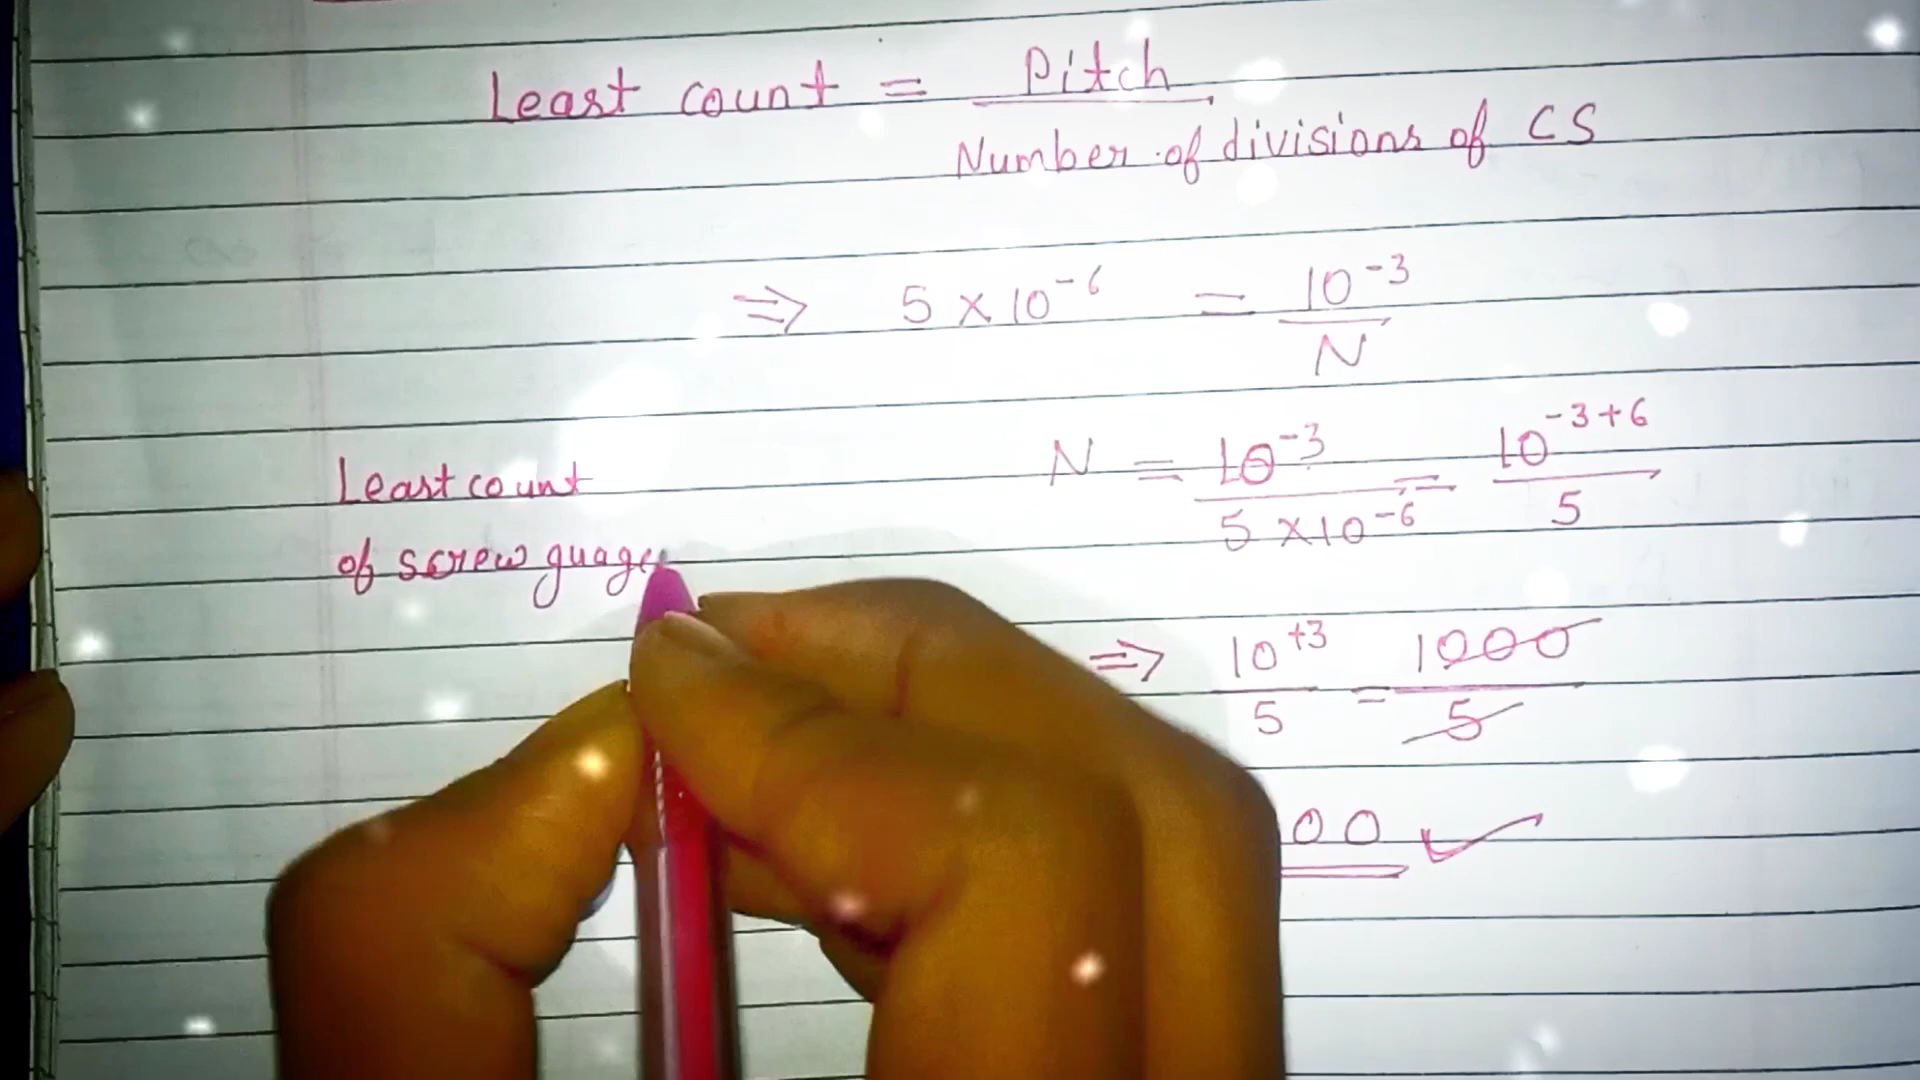 Least count = Pitch
Number of divisions of CS
⇒ 5 × 10⁻⁶ = 10⁻³
N
N = 10⁻³ = 10⁻³⁺⁶
5 × 10⁻⁶ 5
Least count
of screw guage
⇒ 10⁺³ = 1000
5 5
00 ✓